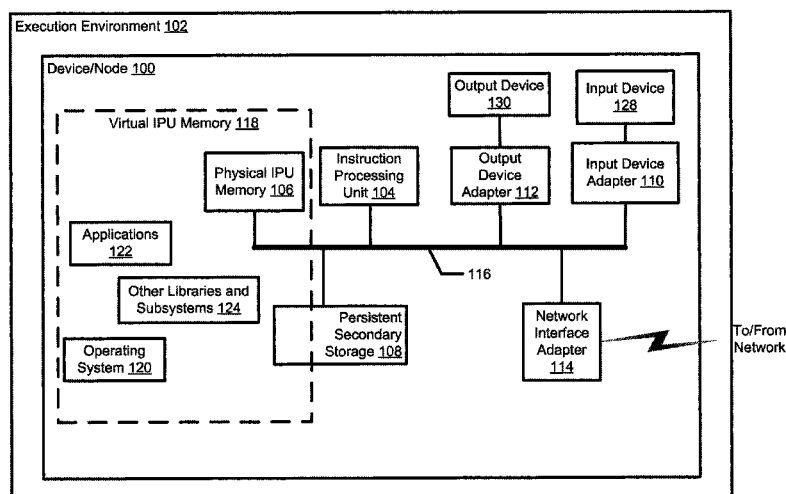 Execution Environment 102
Device/Node 100
Output Device
130
Input Device
128
Virtual IPU Memory 118
Physical IPU
Memory 106
Instruction
Processing
Unit 104
Output
Device
Adapter 112
Input Device
Adapter 110
Applications
122
116
Other Libraries and
Subsystems 124
Persistent
Secondary
Storage 108
Network
Interface
Adapter
114
To/From
Network
Operating
System 120